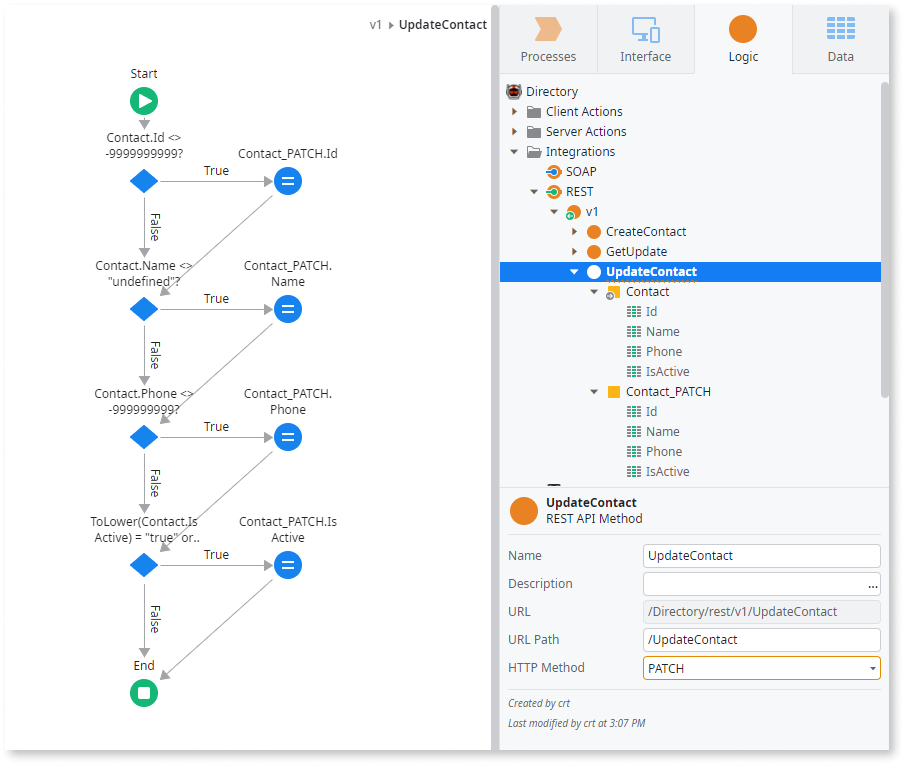 v1 ▸ UpdateContact
Start
Contact.Id <>
-9999999999?
Contact_PATCH.Id
True
False
Contact.Name <>
"undefined"?
Contact_PATCH.
Name
True
False
Contact.Phone <>
-999999999?
Contact_PATCH.
Phone
True
False
ToLower(Contact.Is
Active) = "true" or..
Contact_PATCH.Is
Active
True
False
End
Processes
Interface
Logic
Data
Directory
Client Actions
Server Actions
Integrations
SOAP
REST
v1
CreateContact
GetUpdate
UpdateContact
Contact
Id
Name
Phone
IsActive
Contact_PATCH
Id
Name
Phone
IsActive
UpdateContact
REST API Method
Name
UpdateContact
Description
...
URL
/Directory/rest/v1/UpdateContact
URL Path
/UpdateContact
HTTP Method
PATCH
Created by crt
Last modified by crt at 3:07 PM